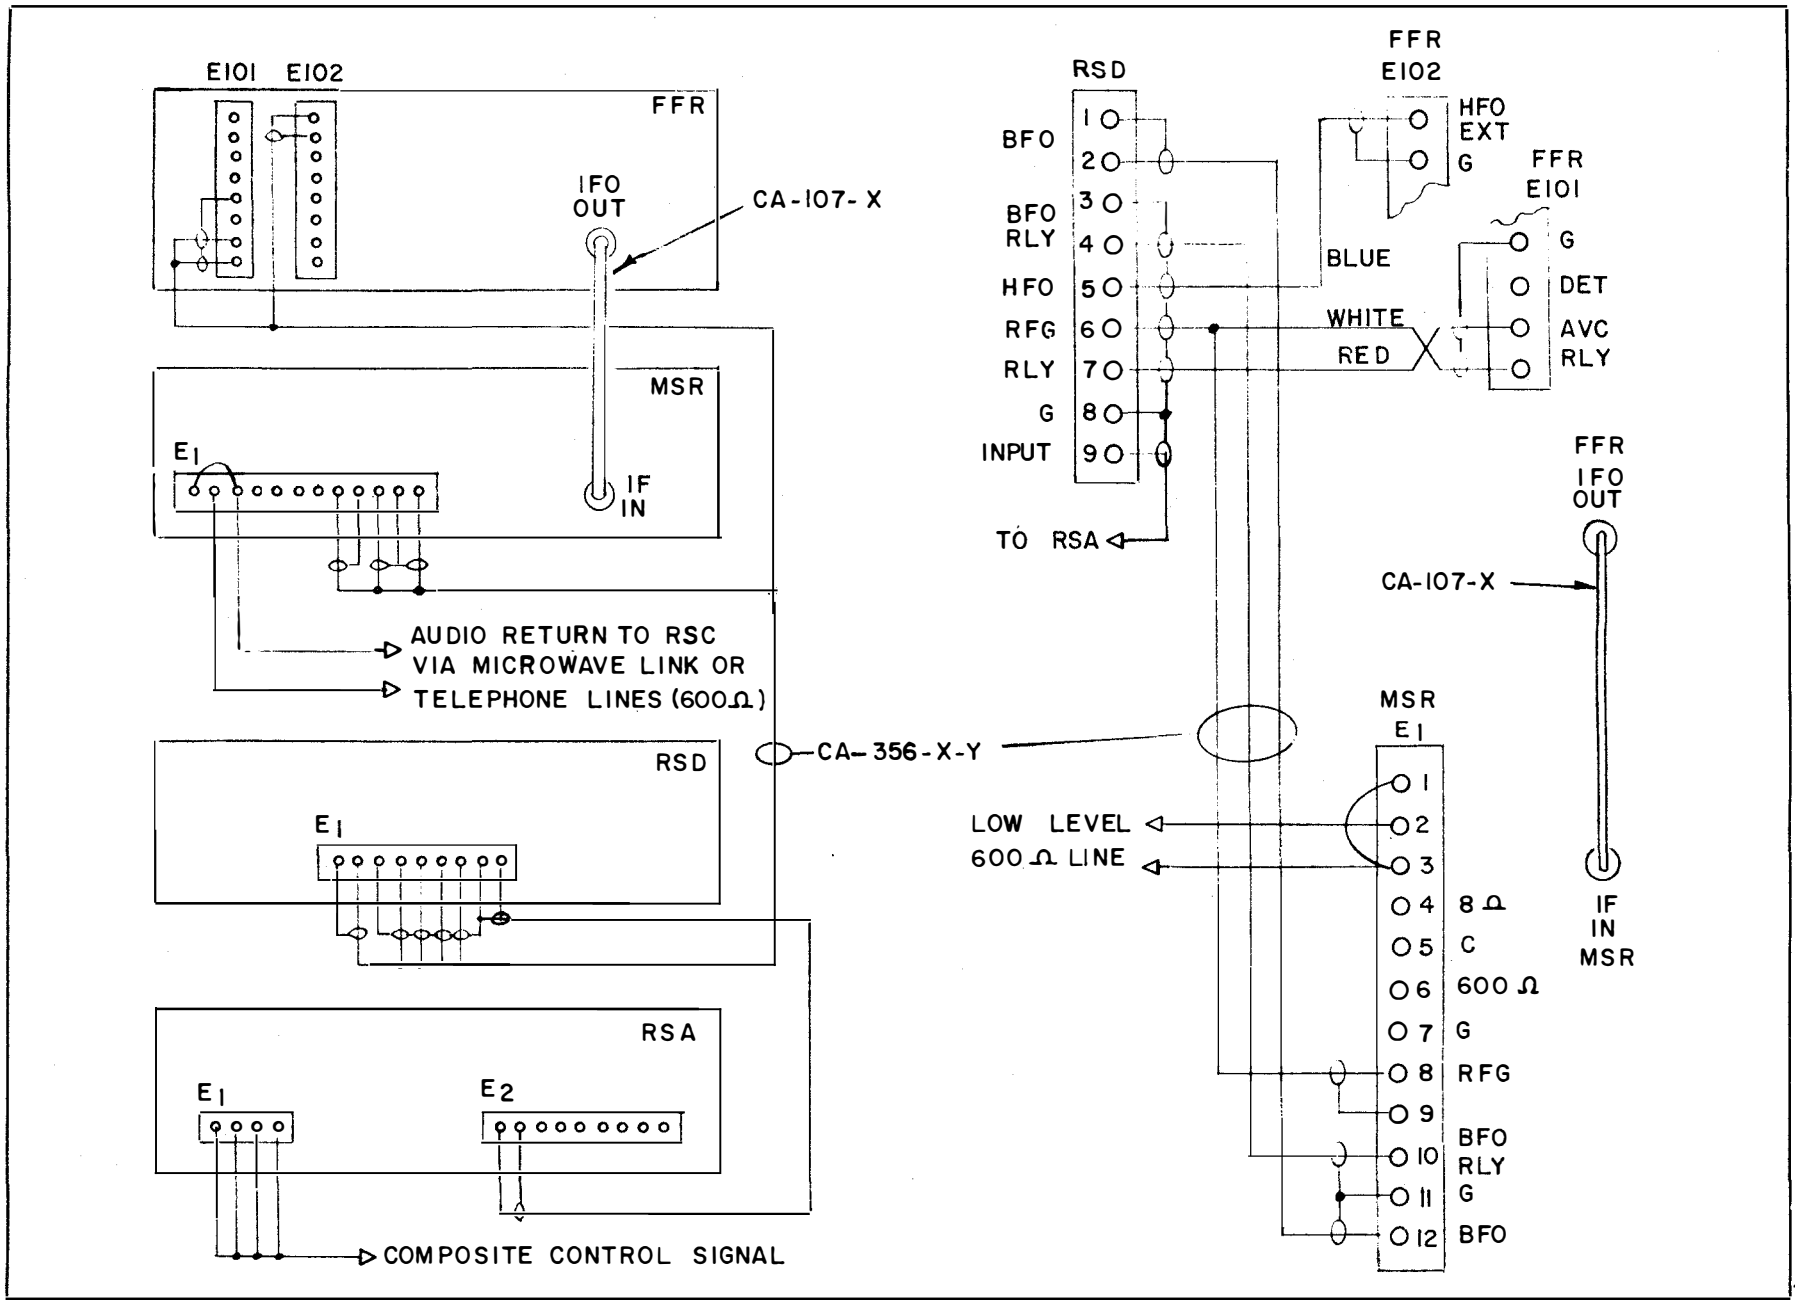 E101 E102
FFR
IFO
OUT
CA-107-X
MSR
E1
IF
IN
AUDIO RETURN TO RSC
VIA MICROWAVE LINK OR
TELEPHONE LINES (600Ω)
RSD
CA-356-X-Y
E1
RSA
E1
E2
COMPOSITE CONTROL SIGNAL
RSD
1
BFO
2
3
BFO
RLY
4
HFO 5
RFG 6
RLY 7
G 8
INPUT 9
TO RSA
FFR
E102
HFO
EXT
G
FFR
E101
G
DET
AVC
RLY
BLUE
WHITE
RED
FFR
IFO
OUT
CA-107-X
IF
IN
MSR
MSR
E1
1
LOW LEVEL
2
600Ω LINE
3
4 8Ω
5 C
6 600Ω
7 G
8 RFG
9
BFO
10
RLY
11 G
12 BFO